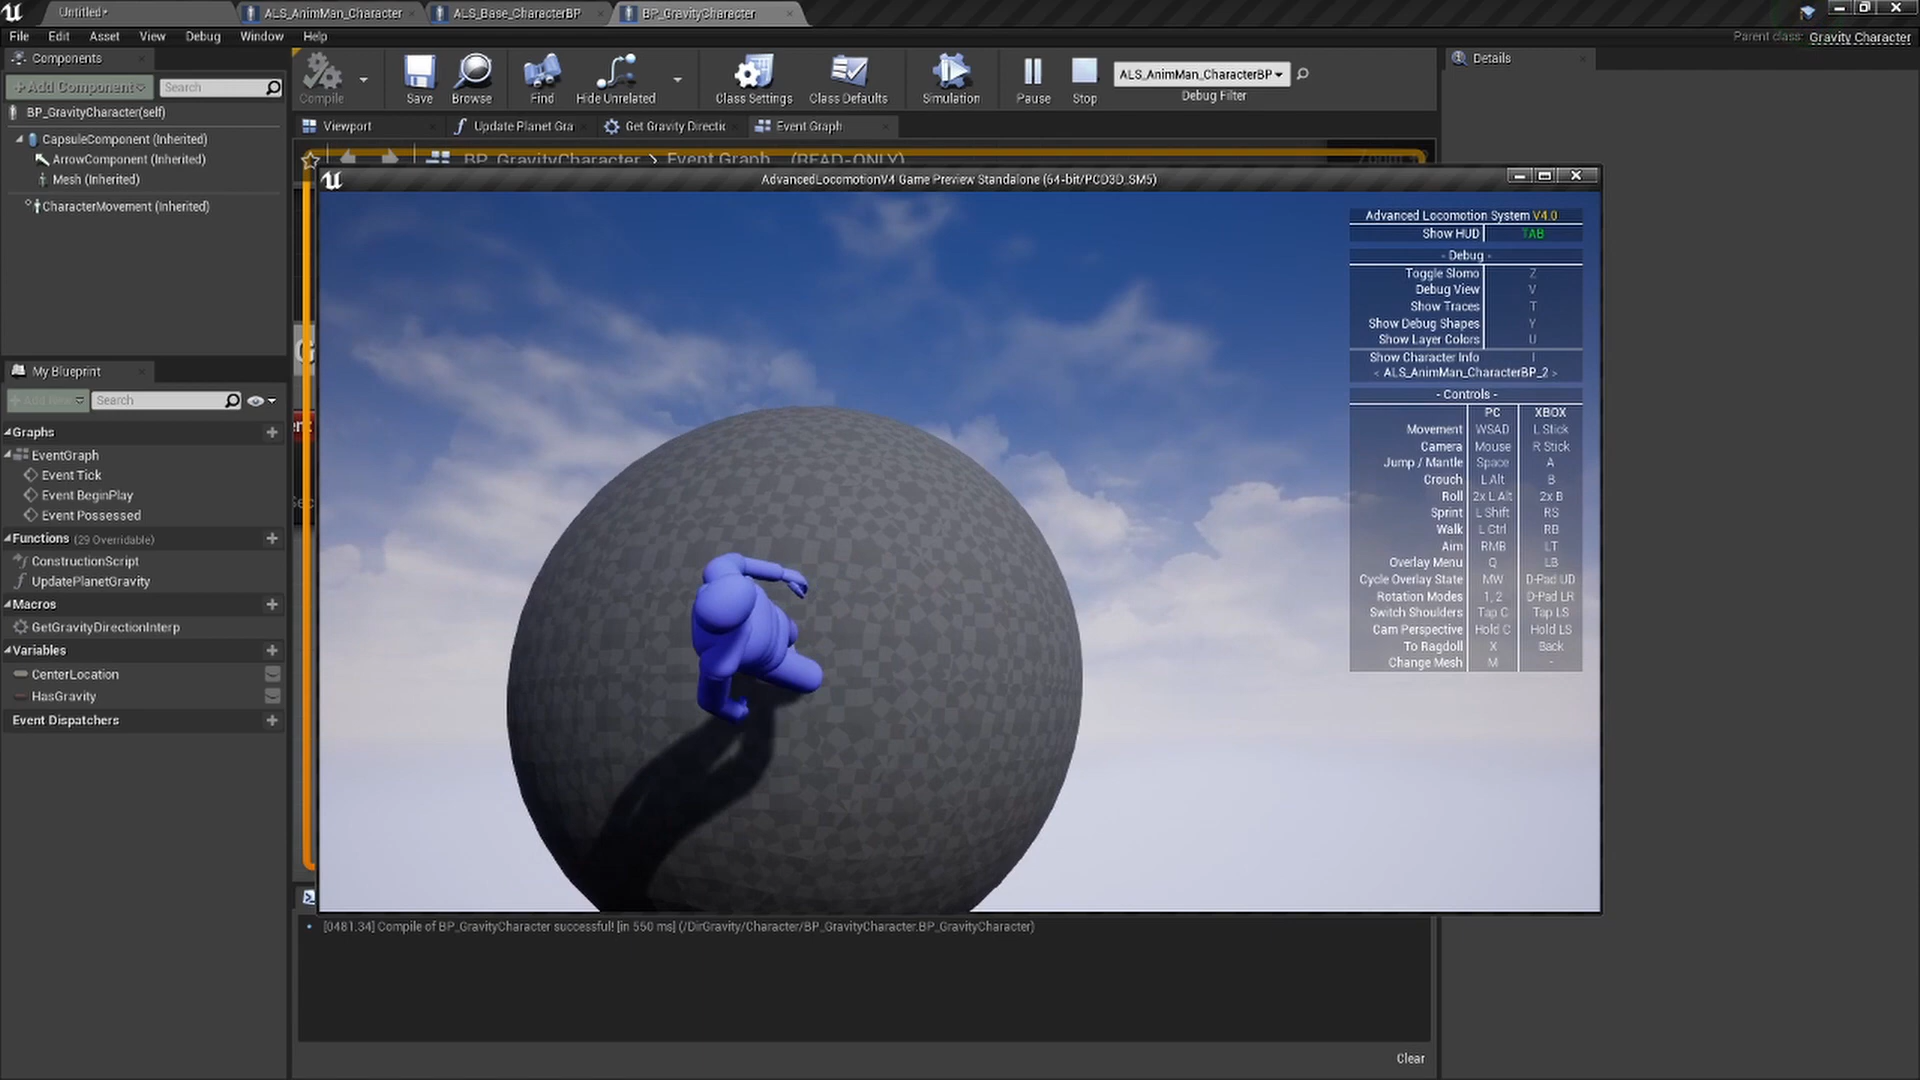 Untitled•
ALS_AnimMan_Character
ALS_Base_CharacterBP
BP_GravityCharacter
File Edit Asset View Debug Window Help
Parent class: Gravity Character
Components
+Add Component
Search
BP_GravityCharacter(self)
CapsuleComponent (Inherited)
ArrowComponent (Inherited)
Mesh (Inherited)
CharacterMovement (Inherited)
Compile
Save
Browse
Find
Hide Unrelated
Class Settings
Class Defaults
Simulation
Pause
Stop
ALS_AnimMan_CharacterBP
Debug Filter
Details
Viewport
Update Planet Gra
Get Gravity Directic
Event Graph
BP_GravityCharacter > Event Graph (READ-ONLY)
AdvancedLocomotionV4 Game Preview Standalone (64-bit/PCD3D_SM5)
Advanced Locomotion System V4.0
Show HUD TAB
- Debug -
Toggle Slomo Z
Debug View V
Show Traces T
Show Debug Shapes Y
Show Layer Colors U
Show Character Info I
< ALS_AnimMan_CharacterBP_2 >
- Controls -
PC XBOX
Movement WSAD L Stick
Camera Mouse R Stick
Jump / Mantle Space A
Crouch L Alt B
Roll 2x L Alt 2x B
Sprint L Shift RS
Walk L Ctrl RB
Aim RMB LT
Overlay Menu Q LB
Cycle Overlay State MW D-Pad UD
Rotation Modes 1, 2 D-Pad LR
Switch Shoulders Tap C Tap LS
Cam Perspective Hold C Hold LS
To Ragdoll X Back
Change Mesh M -
My Blueprint
+ Add New
Search
Graphs
EventGraph
Event Tick
Event BeginPlay
Event Possessed
Functions (29 Overridable)
ConstructionScript
UpdatePlanetGravity
Macros
GetGravityDirectionInterp
Variables
CenterLocation
HasGravity
Event Dispatchers
[0481.34] Compile of BP_GravityCharacter successful! [in 550 ms] (/DirGravity/Character/BP_GravityCharacter.BP_GravityCharacter)
Clear